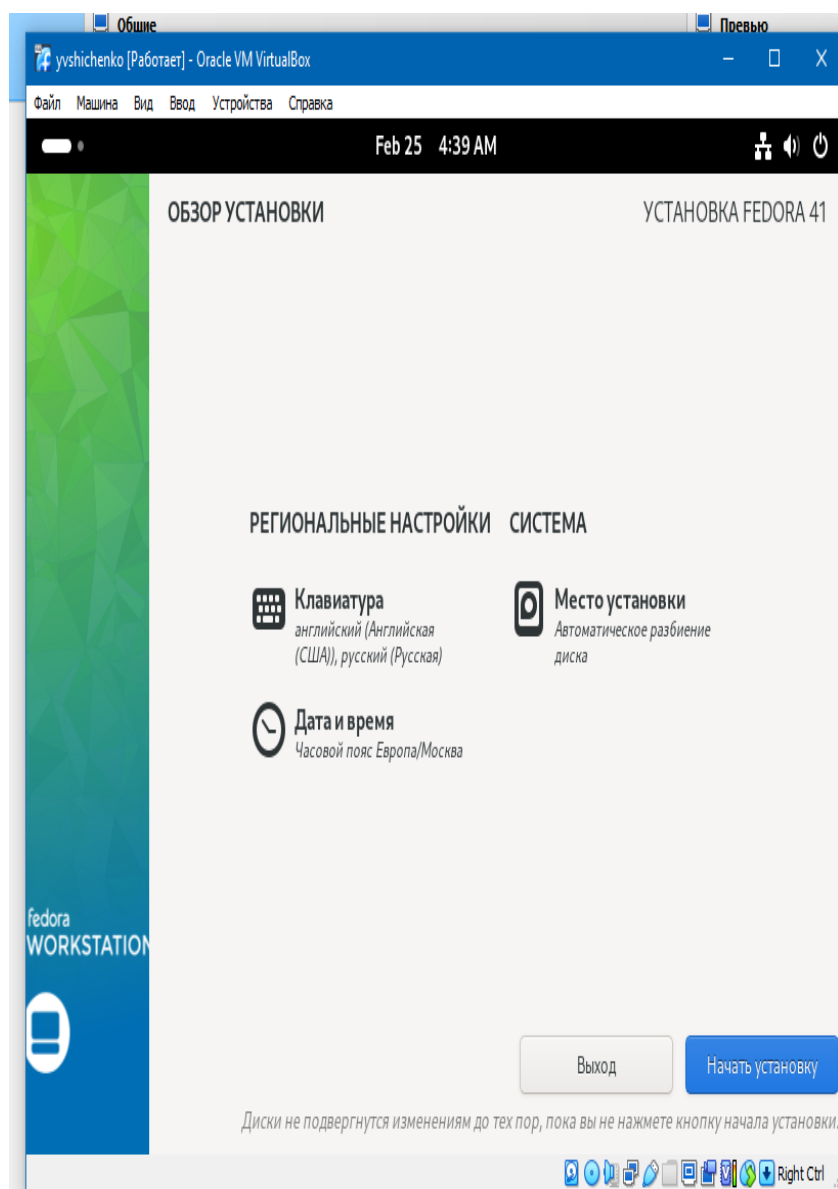 Общие
Превью
yvshichenko [Работает] - Oracle VM VirtualBox
Файл Машина Вид Ввод Устройства Справка
Feb 25 4:39 AM
ОБЗОР УСТАНОВКИ
УСТАНОВКА FEDORA 41
РЕГИОНАЛЬНЫЕ НАСТРОЙКИ
СИСТЕМА
Клавиатура
английский (Английская
(США)), русский (Русская)
Место установки
Автоматическое разбиение
диска
Дата и время
Часовой пояс Европа/Москва
fedora
WORKSTATION
Выход
Начать установку
Диски не подвергнутся изменениям до тех пор, пока вы не нажмете кнопку начала установки.
Right Ctrl